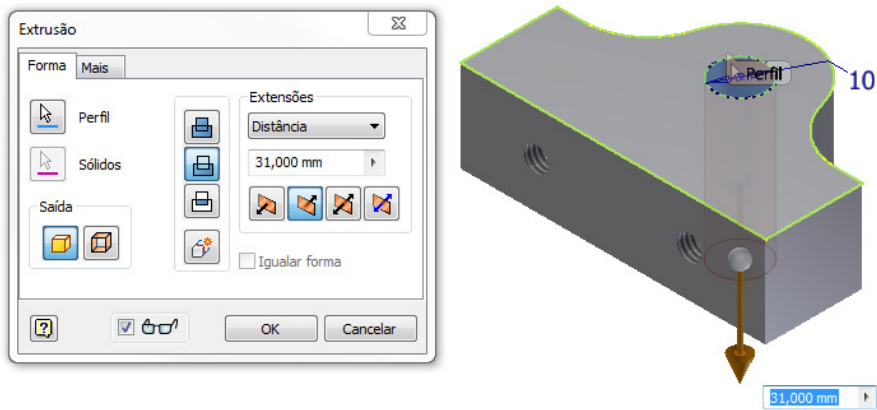 Extrusão
Forma
Mais
Perfil
Sólidos
Saída
Extensões
Distância
31,000 mm
Igualar forma
OK
Cancelar
Perfil
10
31,000 mm